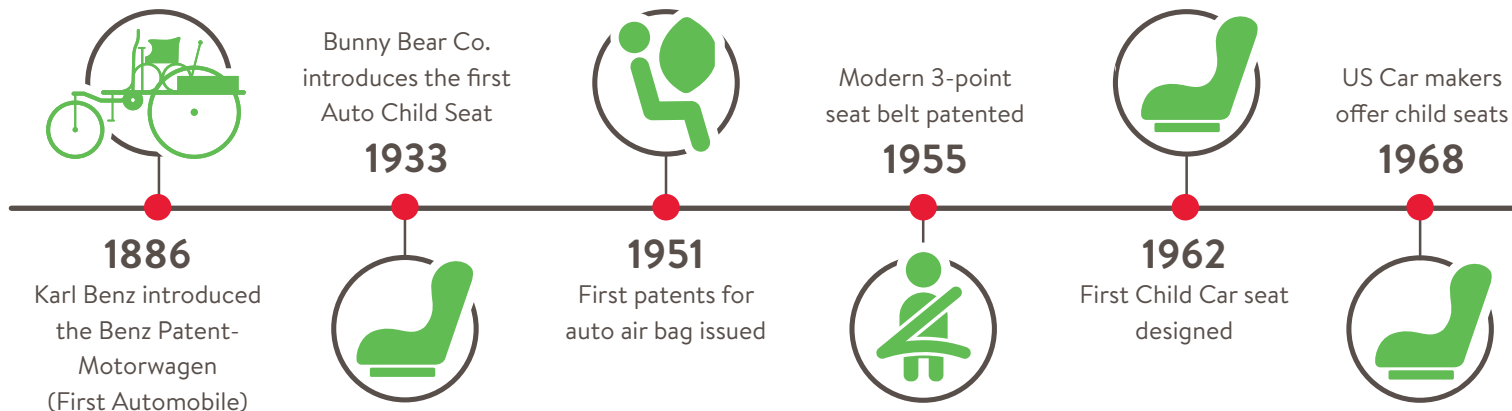 1886
Karl Benz introduced
the Benz Patent-
Motorwagen
(First Automobile)
Bunny Bear Co.
introduces the first
Auto Child Seat
1933
1951
First patents for
auto air bag issued
Modern 3-point
seat belt patented
1955
1962
First Child Car seat
designed
US Car makers
offer child seats
1968